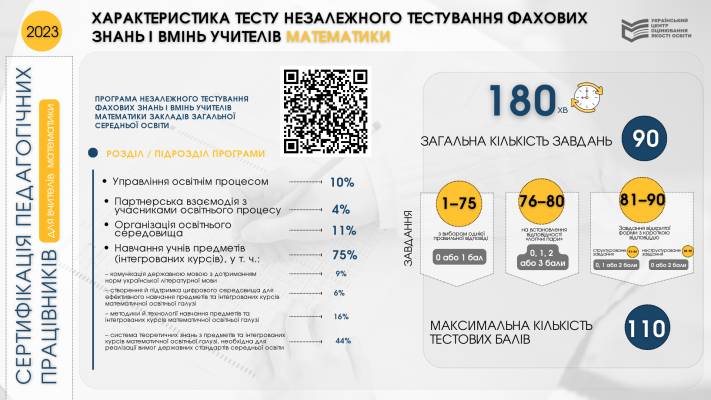 2023
ХАРАКТЕРИСТИКА ТЕСТУ НЕЗАЛЕЖНОГО ТЕСТУВАННЯ ФАХОВИХ
ЗНАНЬ І ВМІНЬ УЧИТЕЛІВ МАТЕМАТИКИ
УКРАЇНСЬКИЙ
ЦЕНТР
ОЦІНЮВАННЯ
ЯКОСТІ ОСВІТИ
СЕРТИФІКАЦІЯ ПЕДАГОГІЧНИХ
ПРАЦІВНИКІВ
для вчителів математики
ПРОГРАМА НЕЗАЛЕЖНОГО ТЕСТУВАННЯ
ФАХОВИХ ЗНАНЬ І ВМІНЬ УЧИТЕЛІВ
МАТЕМАТИКИ ЗАКЛАДІВ ЗАГАЛЬНОЇ
СЕРЕДНЬОЇ ОСВІТИ
РОЗДІЛ / ПІДРОЗДІЛ ПРОГРАМИ
• Управління освітнім процесом 10%
• Партнерська взаємодія з
учасниками освітнього процесу 4%
• Організація освітнього
середовища 11%
• Навчання учнів предметів
(інтегрованих курсів), у т. ч.: 75%
– комунікація державною мовою з дотриманням
норм української літературної мови 9%
– створення й підтримка цифрового середовища для
ефективного навчання предметів та інтегрованих курсів
математичної освітньої галузі 6%
– методики й технології навчання предметів та
інтегрованих курсів математичної освітньої галузі 16%
– система теоретичних знань з предметів та інтегрованих
курсів математичної освітньої галузі, необхідна для
реалізації вимог державних стандартів середньої освіти 44%
180 ХВ
ЗАГАЛЬНА КІЛЬКІСТЬ ЗАВДАНЬ 90
ЗАВДАННЯ
1–75
з вибором однієї
правильної відповіді
0 або 1 бал
76–80
на встановлення
відповідності
«логічні пари»
0, 1, 2
або 3 бали
81–90
Завдання відкритої
форми з короткою
відповіддю
структуроване
завдання
0, 1 або 2 бали
неструктуроване
завдання
0 або 2 бали
МАКСИМАЛЬНА КІЛЬКІСТЬ
ТЕСТОВИХ БАЛІВ 110